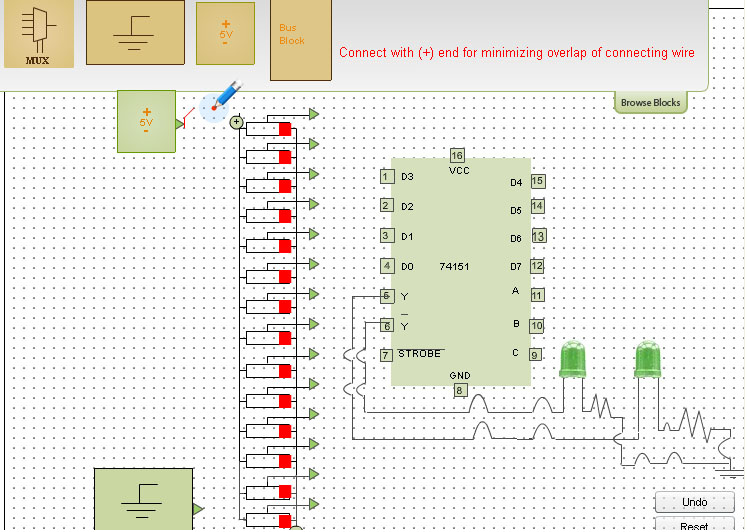 MUX
+
5V
-
Bus
Block
Connect with (+) end for minimizing overlap of connecting wire
Browse Blocks
+
5V
-
+
16
VCC
1 D3
D4 15
2 D2
D5 14
3 D1
D6 13
4 D0
74151
D7 12
5 Y
A 11
6 Y
B 10
7 STROBE
C 9
GND
8
Undo
Reset